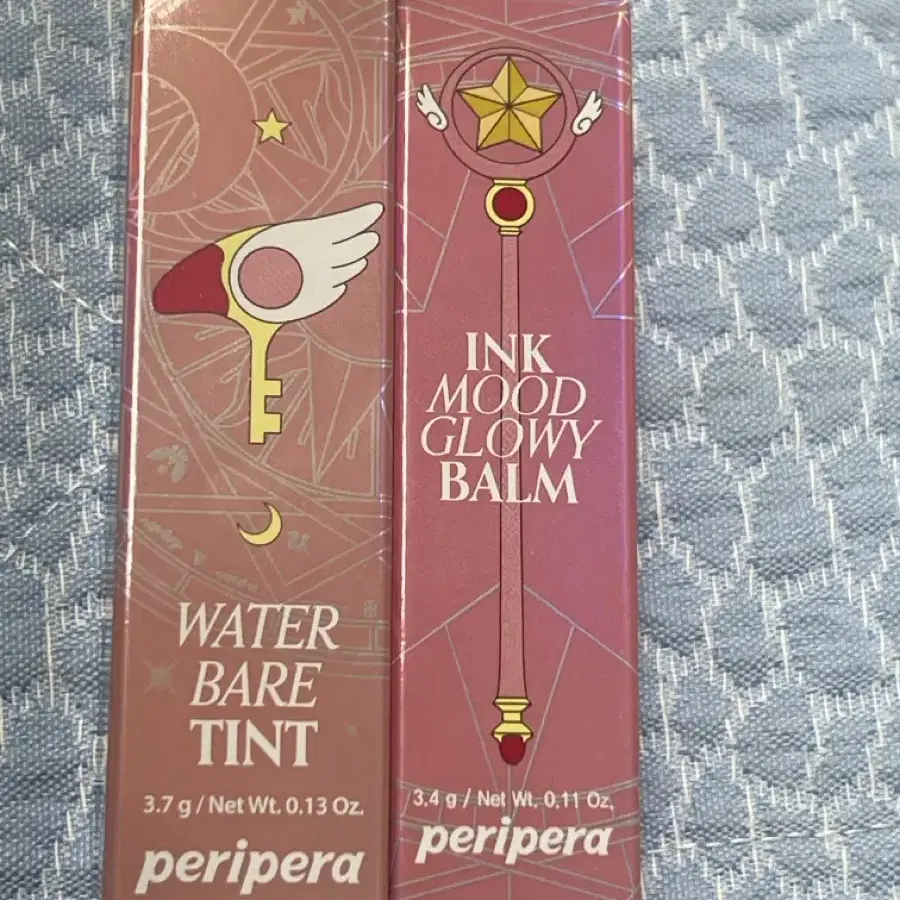 WATER
BARE
TINT
3.7 g / Net Wt. 0.13 Oz.
peripera
INK
MOOD
GLOWY
BALM
3.4 g / Net Wt. 0.11 Oz.
peripera